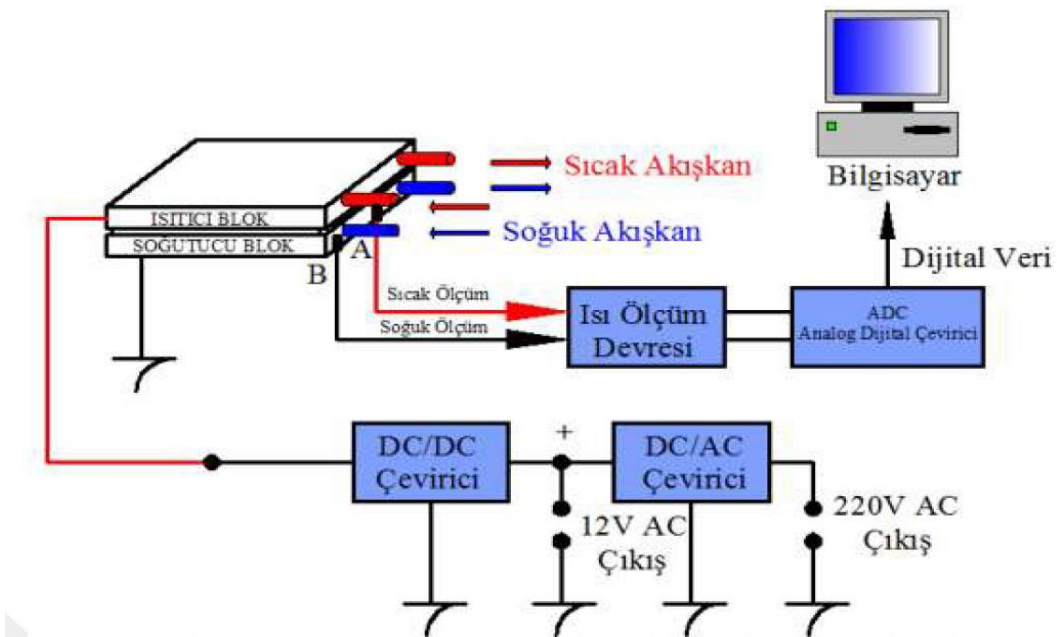 Bilgisayar
Sıcak Akışkan
ISITICI BLOK
SOĞUTUCU BLOK
A
B
Soğuk Akışkan
Dijital Veri
Sıcak Ölçüm
Soğuk Ölçüm
Isı Ölçüm
Devresi
ADC
Analog Dijital Çevirici
DC/DC
Çevirici
+
DC/AC
Çevirici
12V AC
Çıkış
220V AC
Çıkış